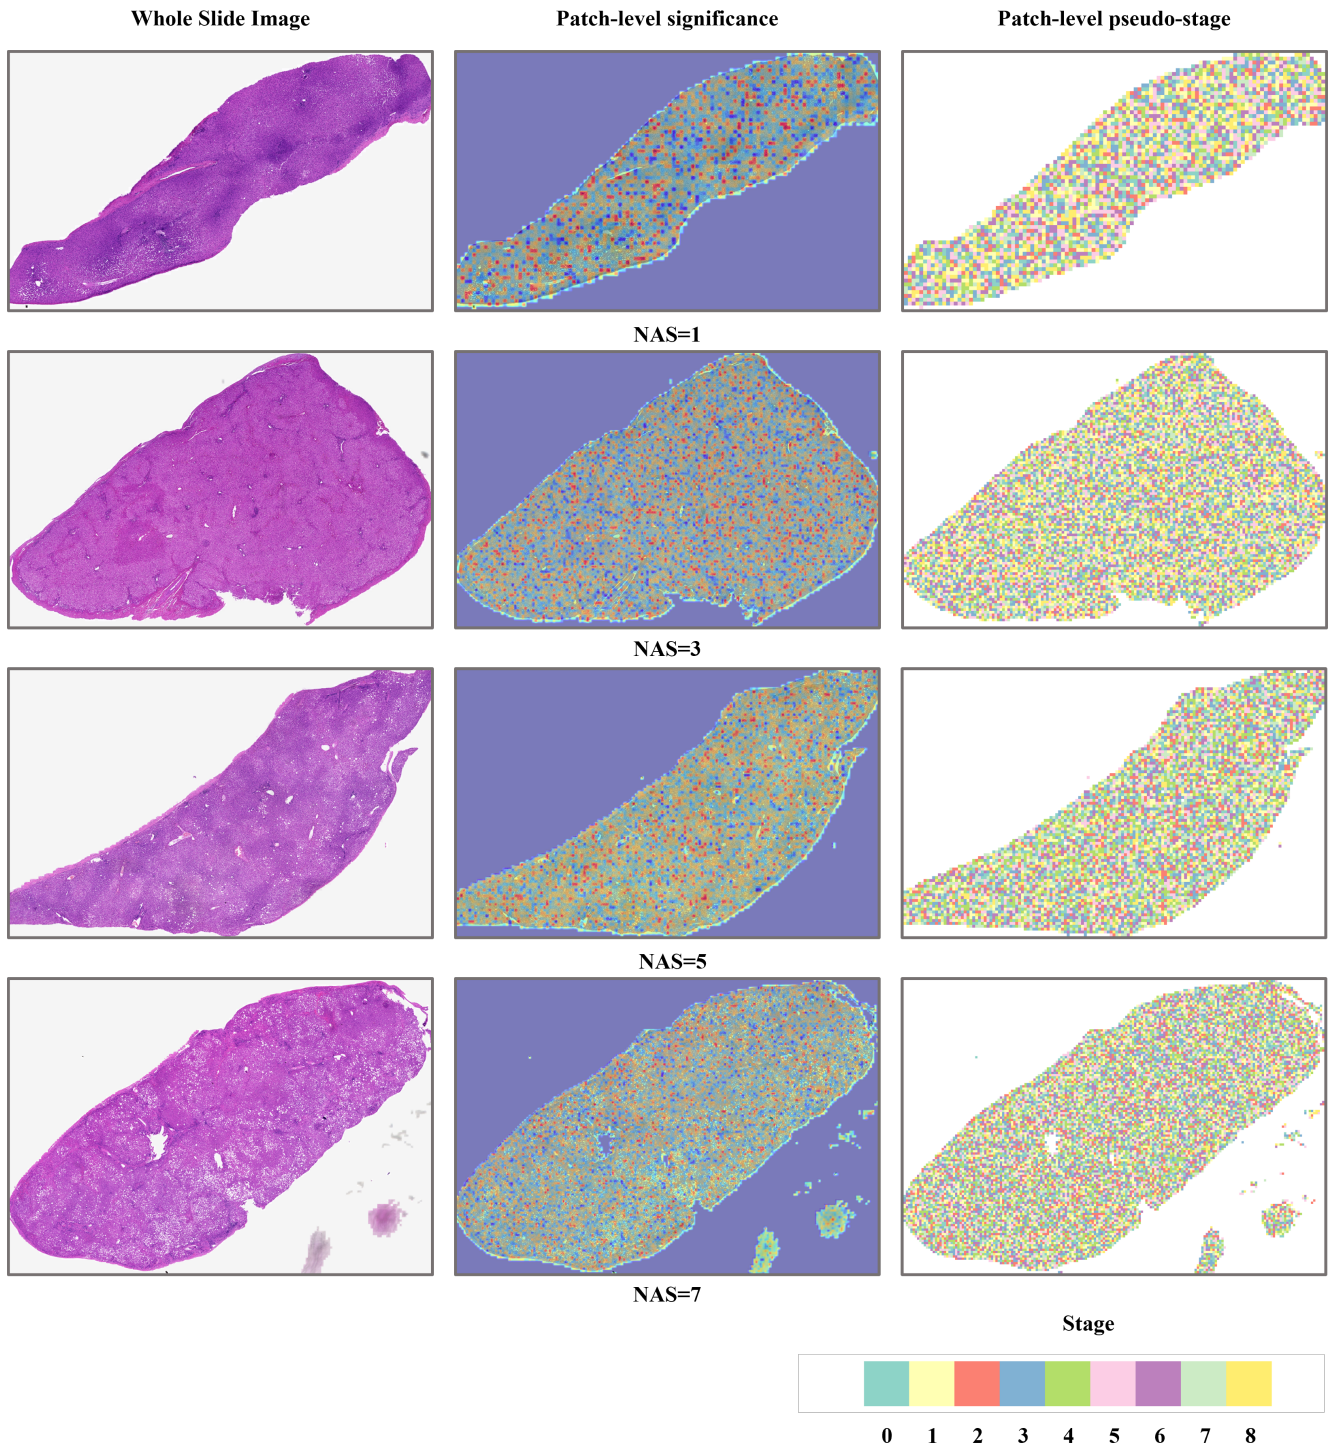 Whole Slide Image Patch-level significance Patch-level pseudo-stage
NAS=1
NAS=3
NAS=5
NAS=7
Stage
0 1 2 3 4 5 6 7 8